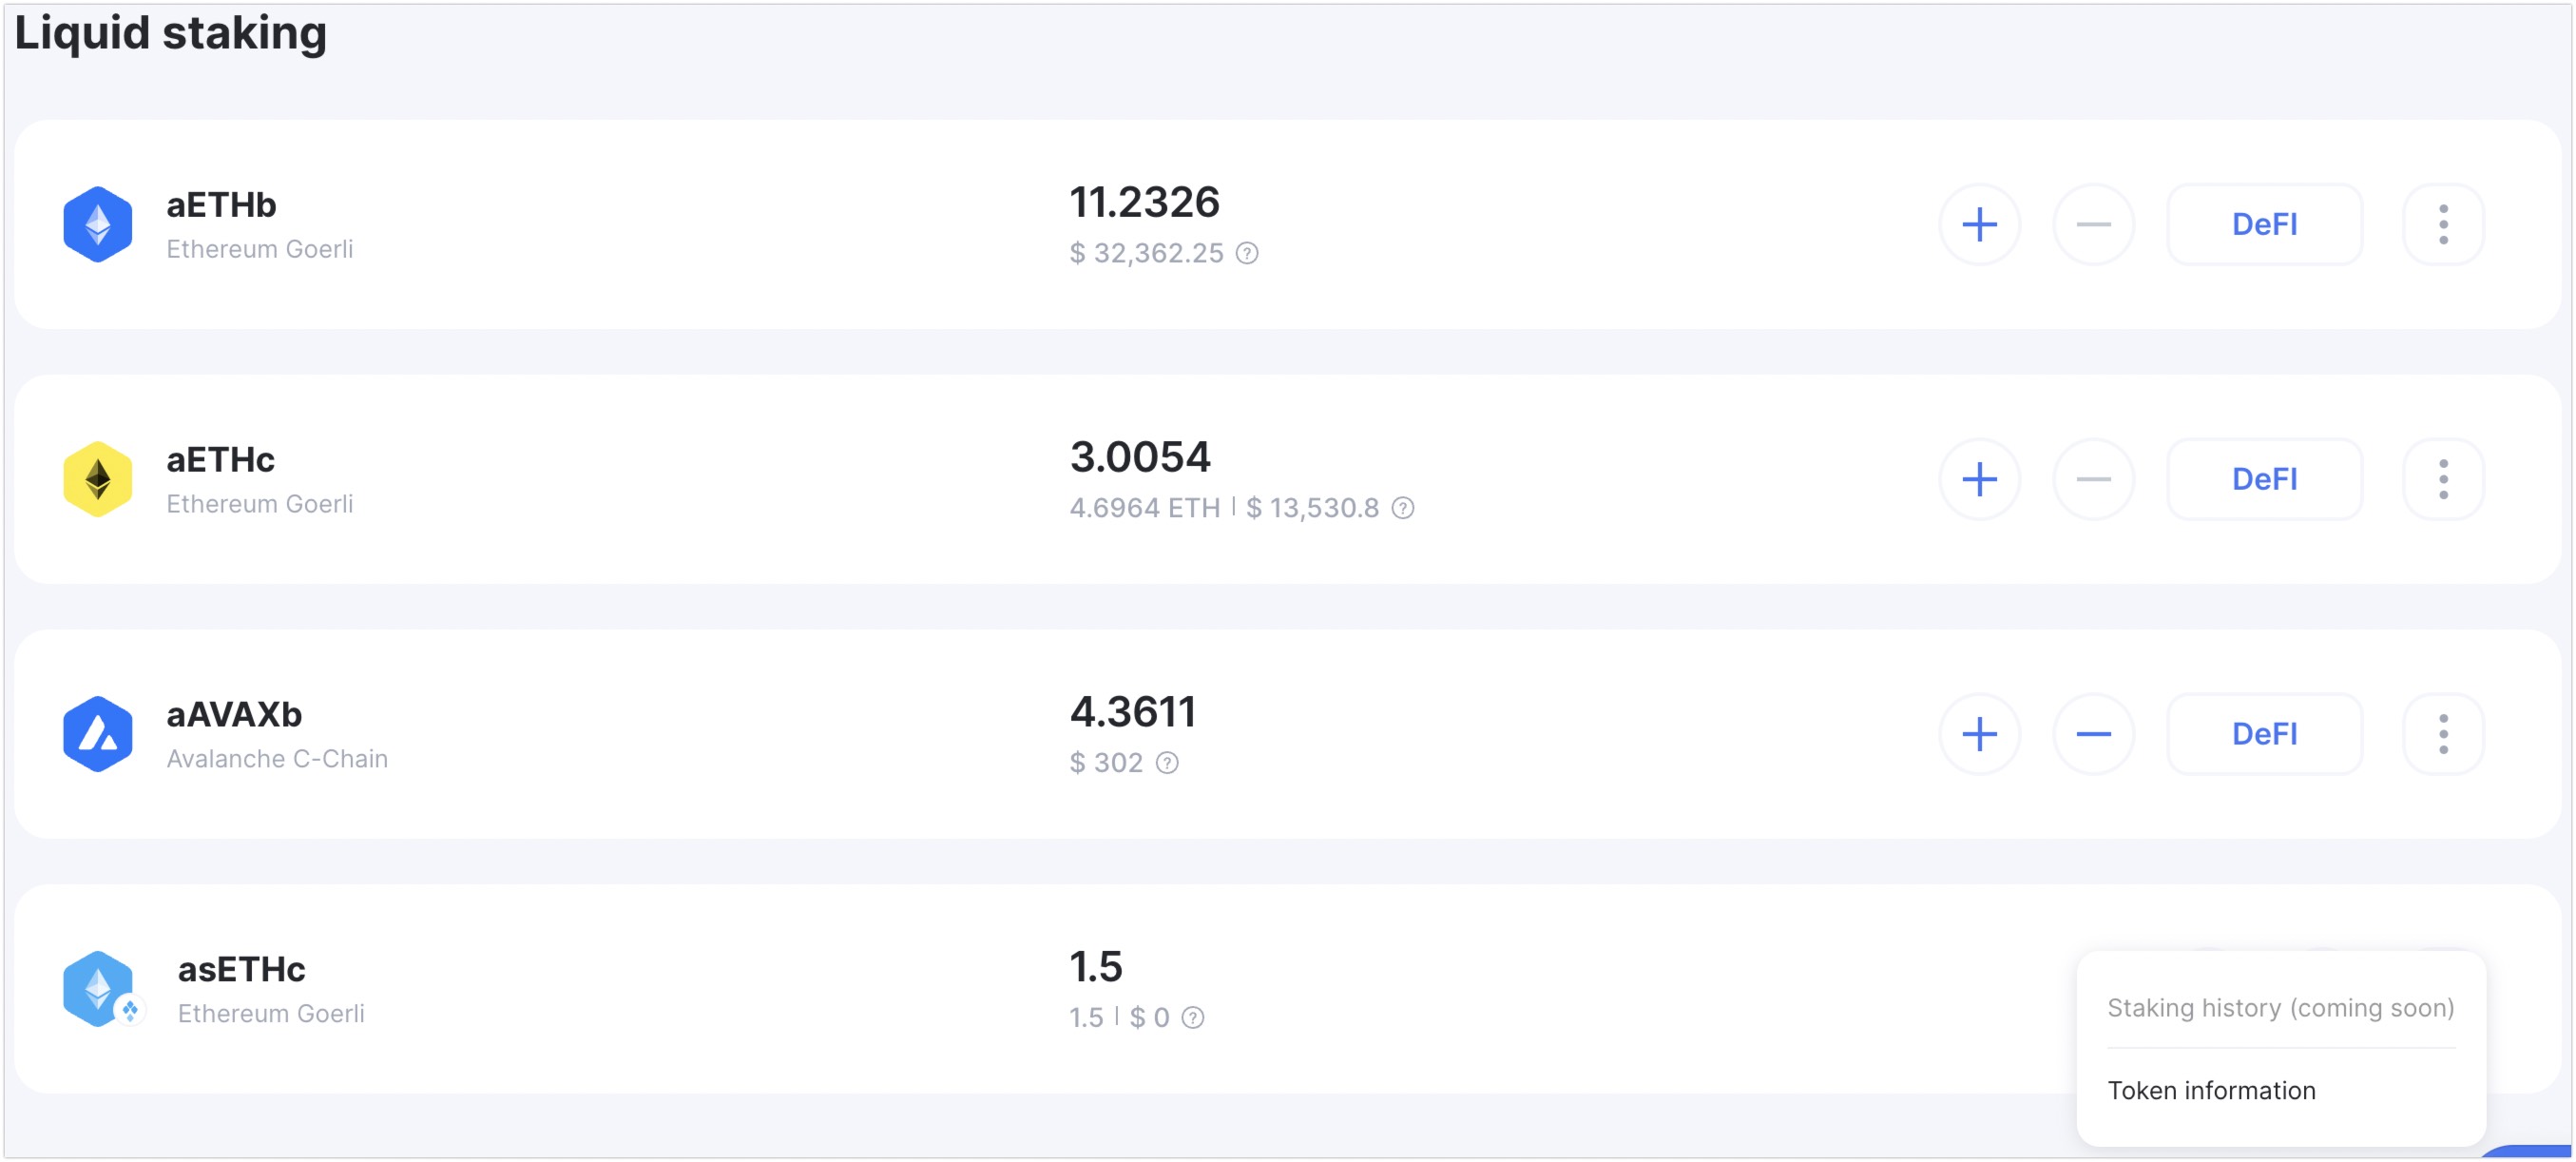 Liquid staking
aETHb
Ethereum Goerli
11.2326
$ 32,362.25 ?
DeFI
aETHc
Ethereum Goerli
3.0054
4.6964 ETH | $ 13,530.8 ?
DeFI
aAVAXb
Avalanche C-Chain
4.3611
$ 302 ?
DeFI
asETHc
Ethereum Goerli
1.5
1.5 | $ 0 ?
Staking history (coming soon)
Token information